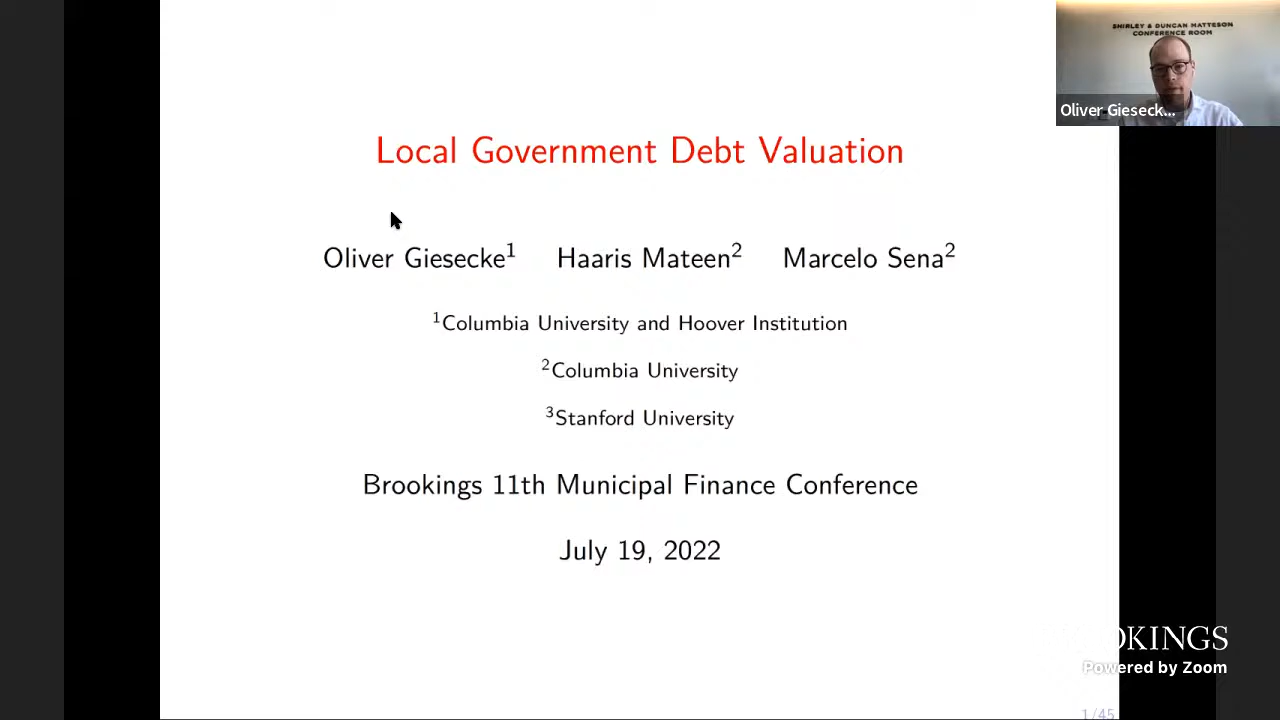 SHIRLEY & DUNCAN MATTESON
CONFERENCE ROOM
Oliver Gieseck...
Local Government Debt Valuation
Oliver Giesecke1 Haaris Mateen2 Marcelo Sena2
1Columbia University and Hoover Institution
2Columbia University
3Stanford University
Brookings 11th Municipal Finance Conference
July 19, 2022
OKINGS
Powered by Zoom
1/45